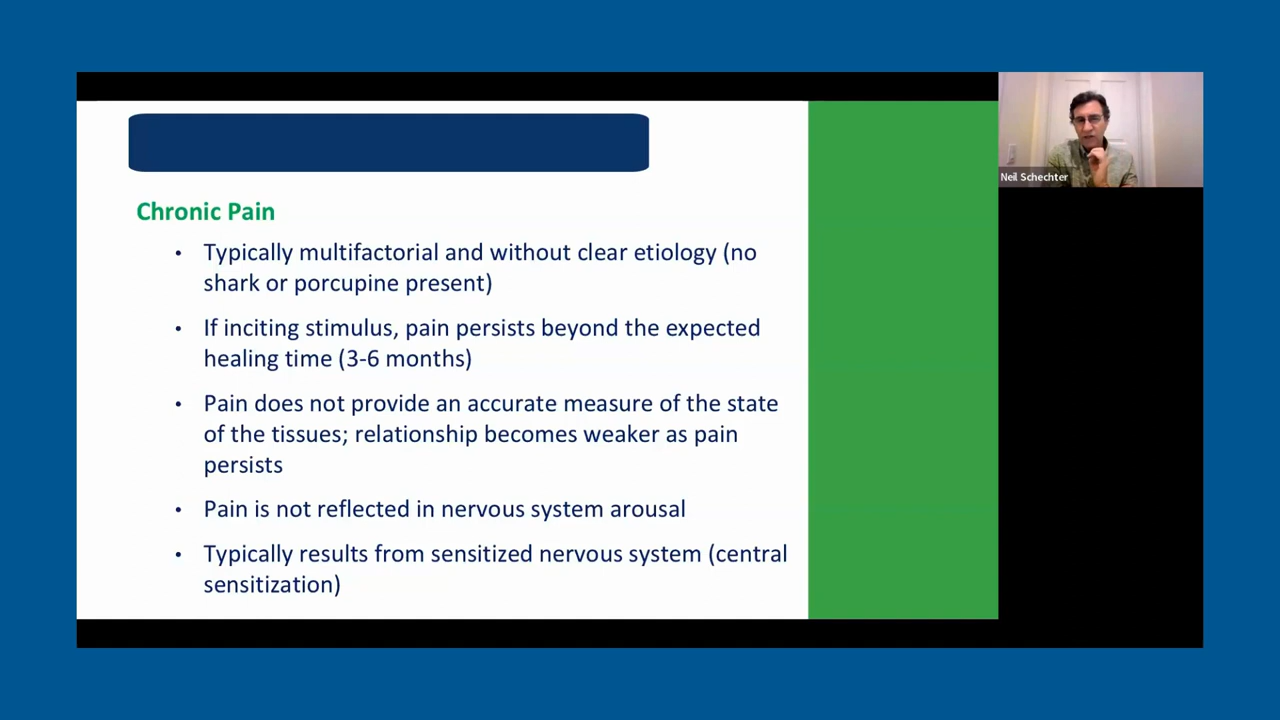 Neil Schechter
Chronic Pain
• Typically multifactorial and without clear etiology (no
shark or porcupine present)
• If inciting stimulus, pain persists beyond the expected
healing time (3-6 months)
• Pain does not provide an accurate measure of the state
of the tissues; relationship becomes weaker as pain
persists
• Pain is not reflected in nervous system arousal
• Typically results from sensitized nervous system (central
sensitization)